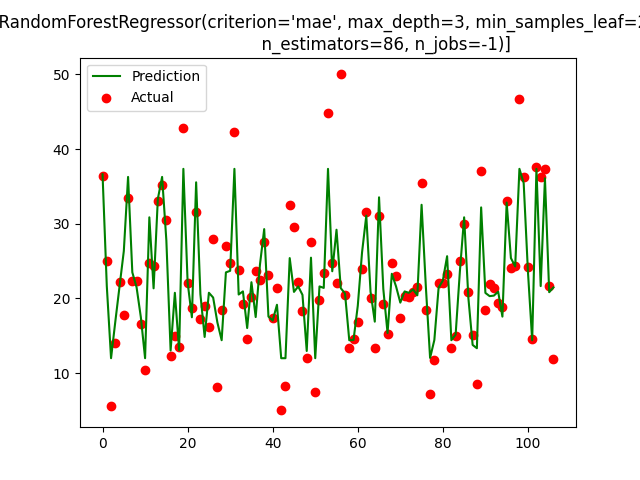 RandomForestRegressor(criterion='mae', max_depth=3, min_samples_leaf=2
n_estimators=86, n_jobs=-1)]
Prediction
Actual
50
40
30
20
10
0
20
40
60
80
100